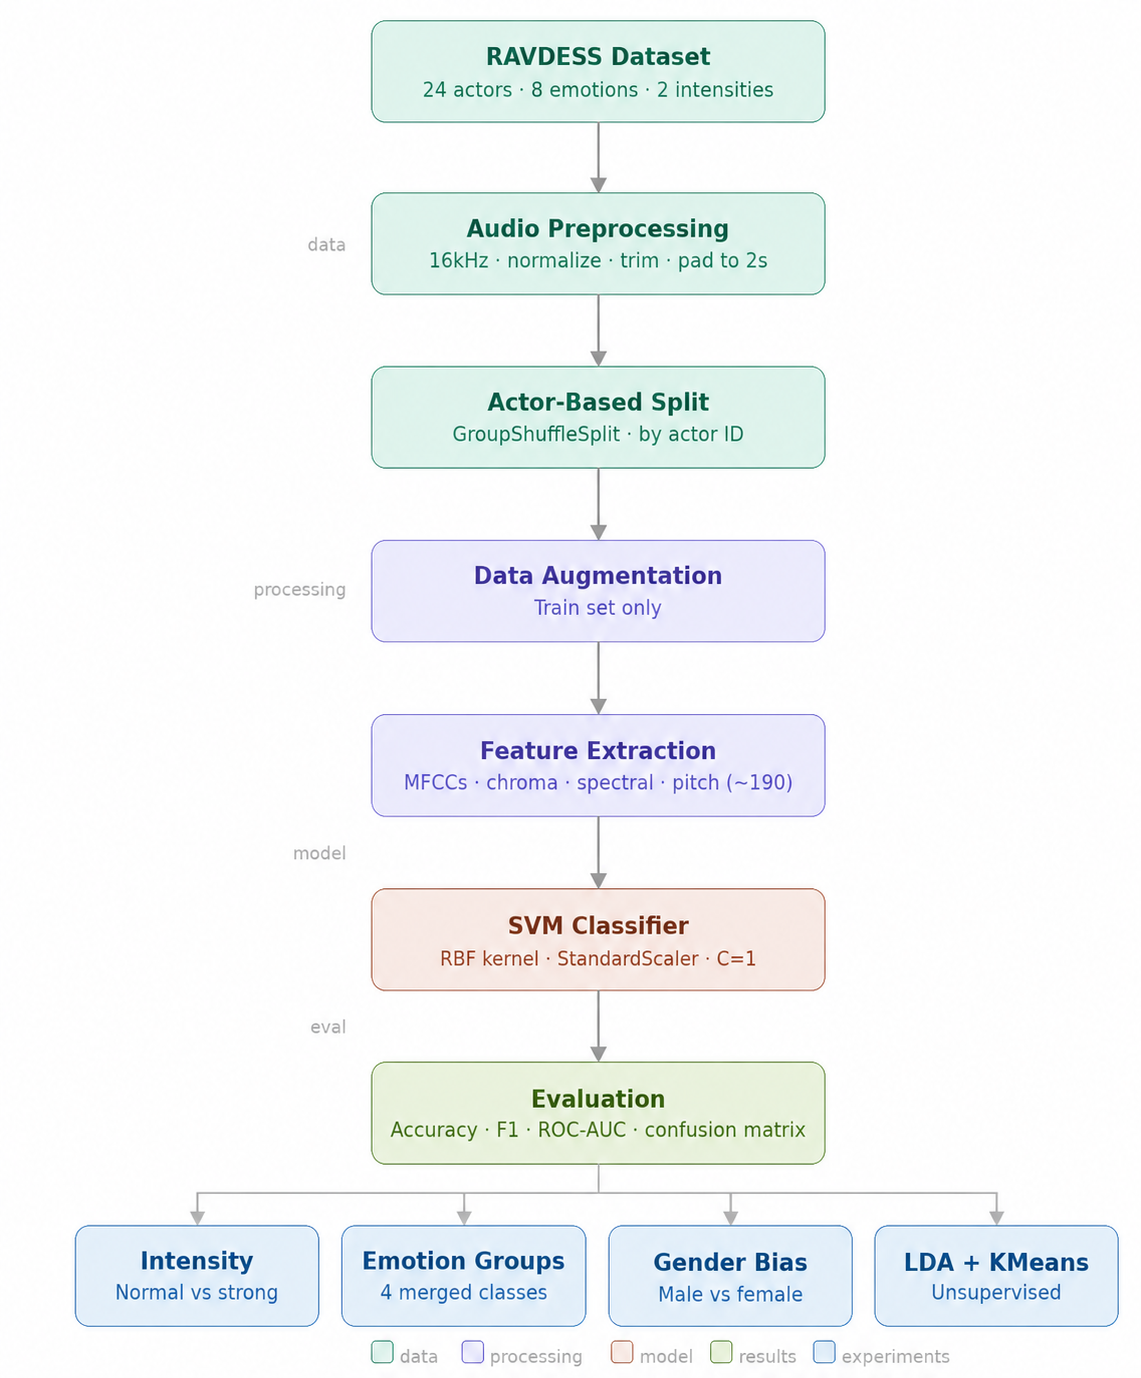 RAVDESS Dataset
24 actors · 8 emotions · 2 intensities
Audio Preprocessing
data
16kHz · normalize · trim · pad to 2s
Actor-Based Split
GroupShuffleSplit · by actor ID
Data Augmentation
processing
Train set only
Feature Extraction
MFCCs · chroma · spectral · pitch (~190)
model
SVM Classifier
RBF kernel · StandardScaler · C=1
eval
Evaluation
Accuracy · F1 · ROC-AUC · confusion matrix
Intensity
Normal vs strong
Emotion Groups
4 merged classes
Gender Bias
Male vs female
LDA + KMeans
Unsupervised
data processing model results experiments